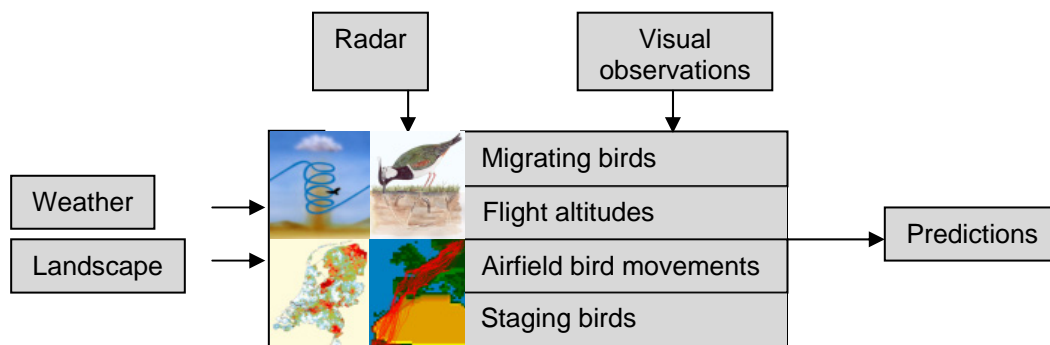 Radar
Visual
observations
Migrating birds
Weather
Flight altitudes
Predictions
Landscape
Airfield bird movements
Staging birds